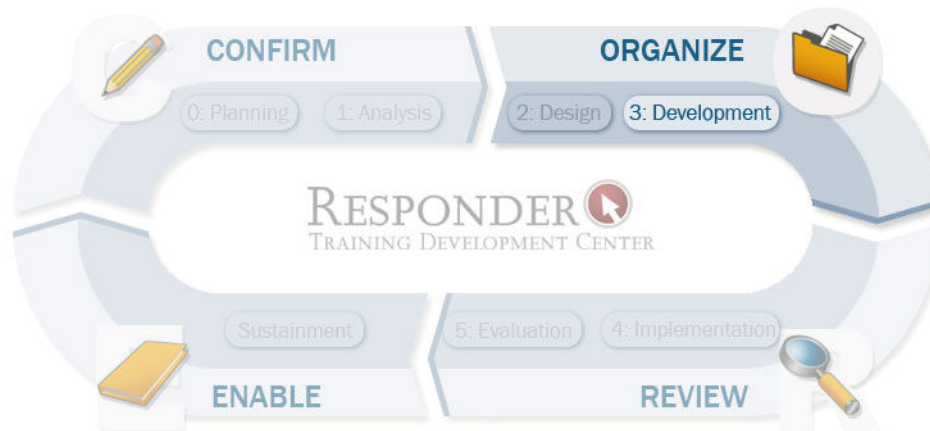 CONFIRM
ORGANIZE
0: Planning
1: Analysis
2: Design
3: Development
RESPONDER
TRAINING DEVELOPMENT CENTER
Sustainment
5: Evaluation
4: Implementation
ENABLE
REVIEW